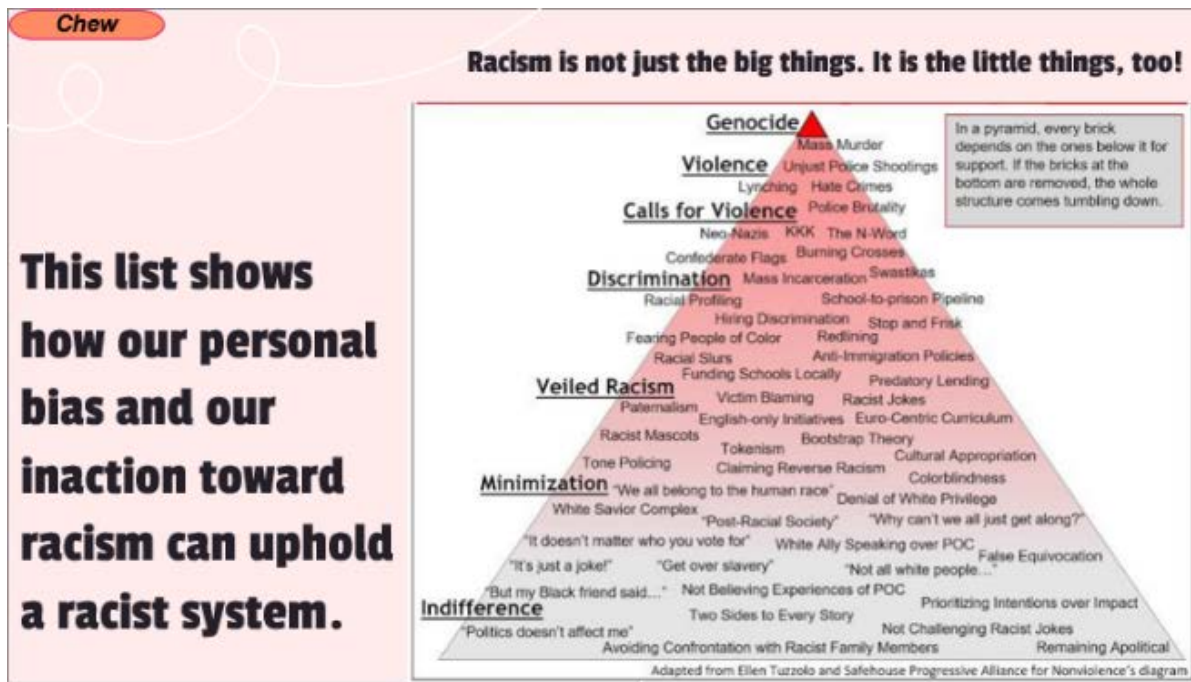 Chew
Racism is not just the big things. It is the little things, too!
This list shows
how our personal
bias and our
inaction toward
racism can uphold
a racist system.
In a pyramid, every brick
depends on the ones below it for
support. If the bricks at the
bottom are removed, the whole
structure comes tumbling down.
Genocide
Mass Murder
Violence Unjust Police Shootings
Lynching Hate Crimes
Calls for Violence Police Brutality
Neo-Nazis KKK The N-Word
Confederate Flags Burning Crosses
Discrimination Mass Incarceration Swastikas
Racial Profiling School-to-prison Pipeline
Hiring Discrimination Stop and Frisk
Fearing People of Color Redlining
Racial Slurs Anti-Immigration Policies
Funding Schools Locally Predatory Lending
Veiled Racism Victim Blaming Racist Jokes
Paternalism English-only Initiatives Euro-Centric Curriculum
Racist Mascots Tokenism Bootstrap Theory
Cultural Appropriation
Tone Policing Claiming Reverse Racism
Colorblindness
Minimization "We all belong to the human race" Denial of White Privilege
White Savior Complex "Post-Racial Society" "Why can't we all just get along?"
"It doesn't matter who you vote for" White Ally Speaking over POC False Equivocation
"It's just a joke!" "Get over slavery" "Not all white people..."
"But my Black friend said..." Not Believing Experiences of POC
Prioritizing Intentions over Impact
Indifference Two Sides to Every Story
"Politics doesn't affect me" Not Challenging Racist Jokes
Avoiding Confrontation with Racist Family Members Remaining Apolitical
Adapted from Ellen Tuzzolo and Safehouse Progressive Alliance for Nonviolence's diagram